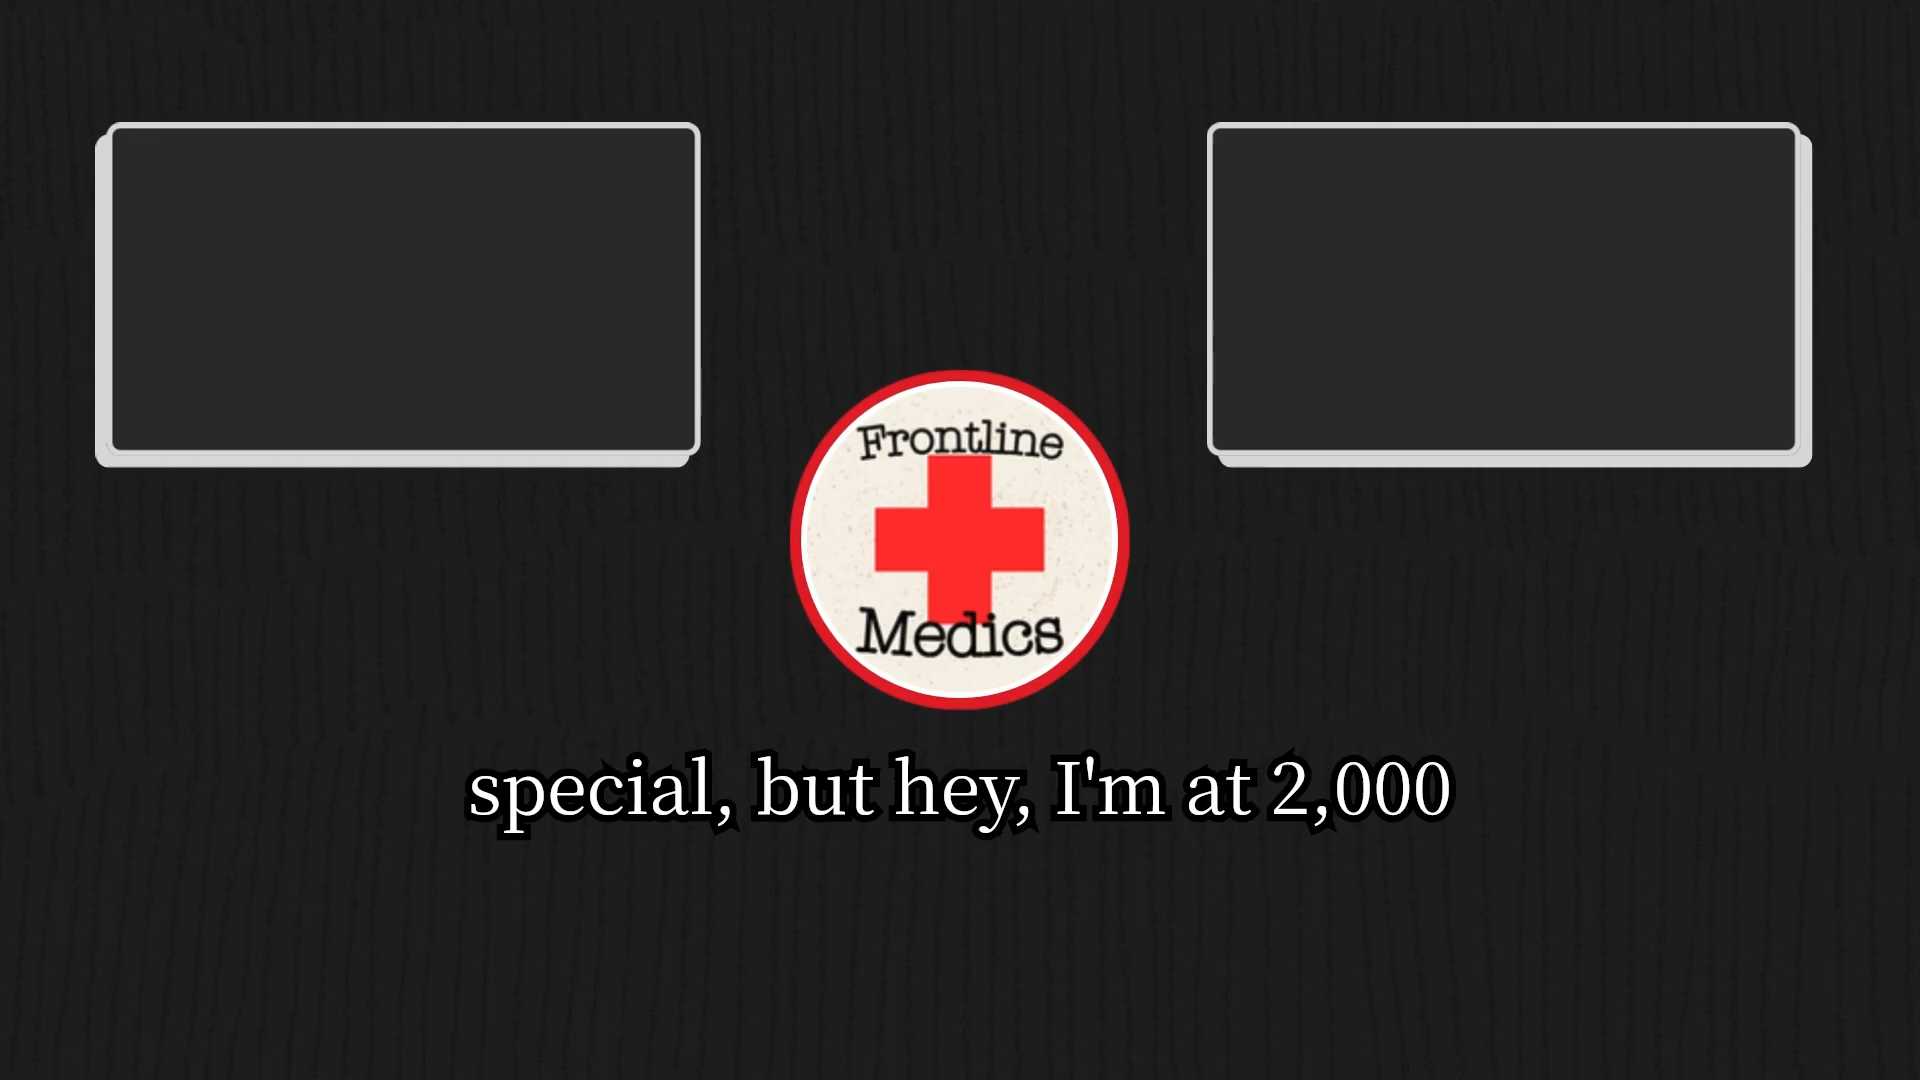 Frontline
Medics
special, but hey, I'm at 2,000